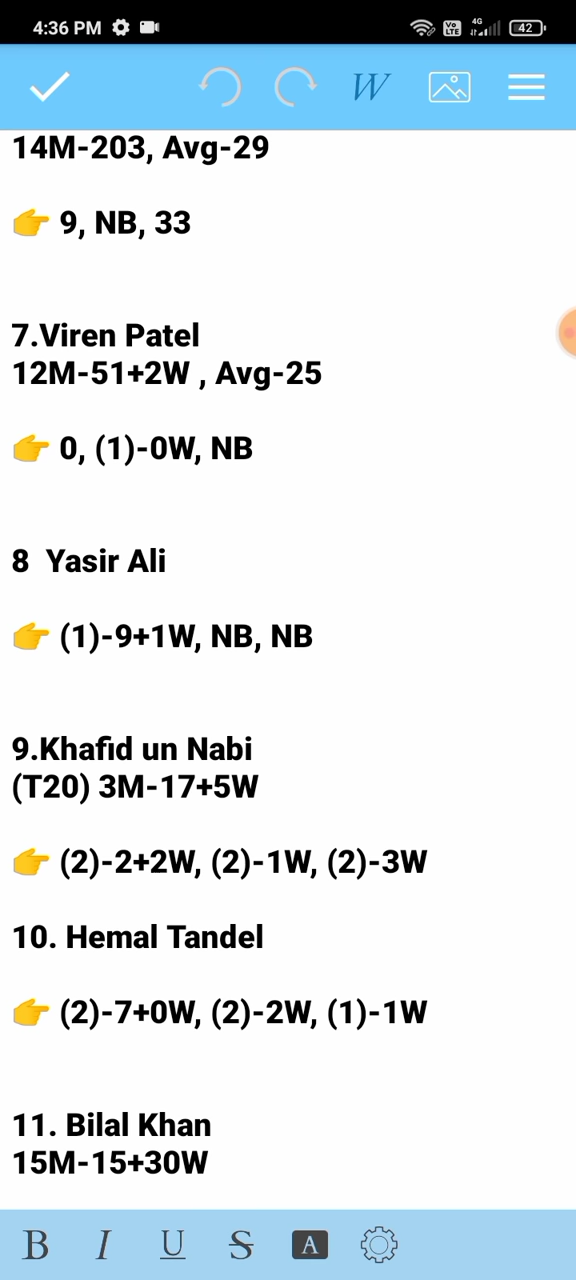 4:36 PM
Vo LTE
4G
42
W
14M-203, Avg-29
👉 9, NB, 33
7.Viren Patel
12M-51+2W , Avg-25
👉 0, (1)-0W, NB
8  Yasir Ali
👉 (1)-9+1W, NB, NB
9.Khafid un Nabi
(T20) 3M-17+5W
👉 (2)-2+2W, (2)-1W, (2)-3W
10. Hemal Tandel
👉 (2)-7+0W, (2)-2W, (1)-1W
11. Bilal Khan
15M-15+30W
B I U S A